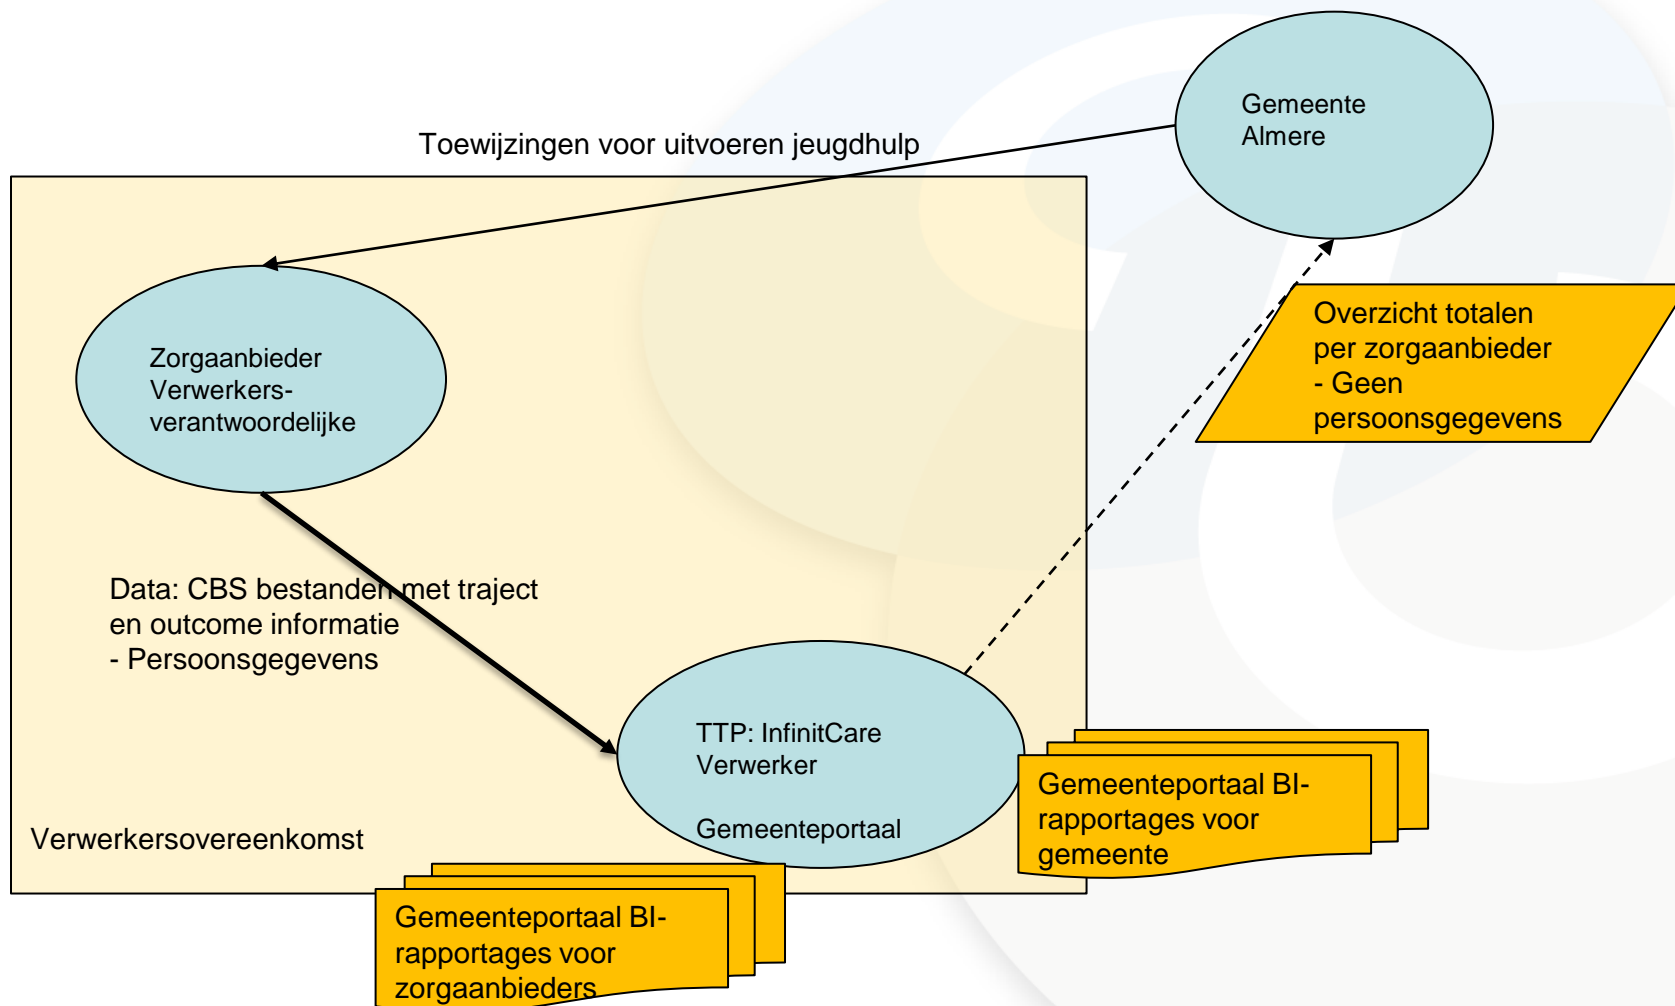 Gemeente
Almere
Toewijzingen voor uitvoeren jeugdhulp
Overzicht totalen
per zorgaanbieder
- Geen
persoonsgegevens
Zorgaanbieder
Verwerkers-
verantwoordelijke
Data: CBS bestanden met traject
en outcome informatie
- Persoonsgegevens
TTP: InfinitCare
Verwerker
Gemeenteportaal
Gemeenteportaal BI-
rapportages voor
gemeente
Verwerkersovereenkomst
Gemeenteportaal BI-
rapportages voor
zorgaanbieders